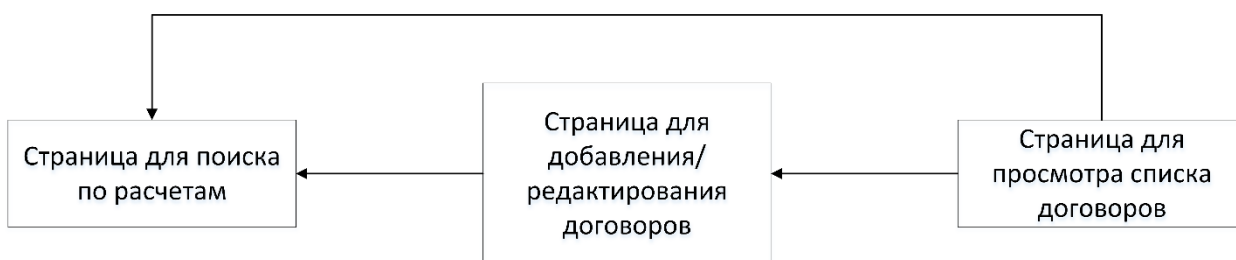 Страница для поиска
по расчетам
Страница для
добавления/
редактирования
договоров
Страница для
просмотра списка
договоров